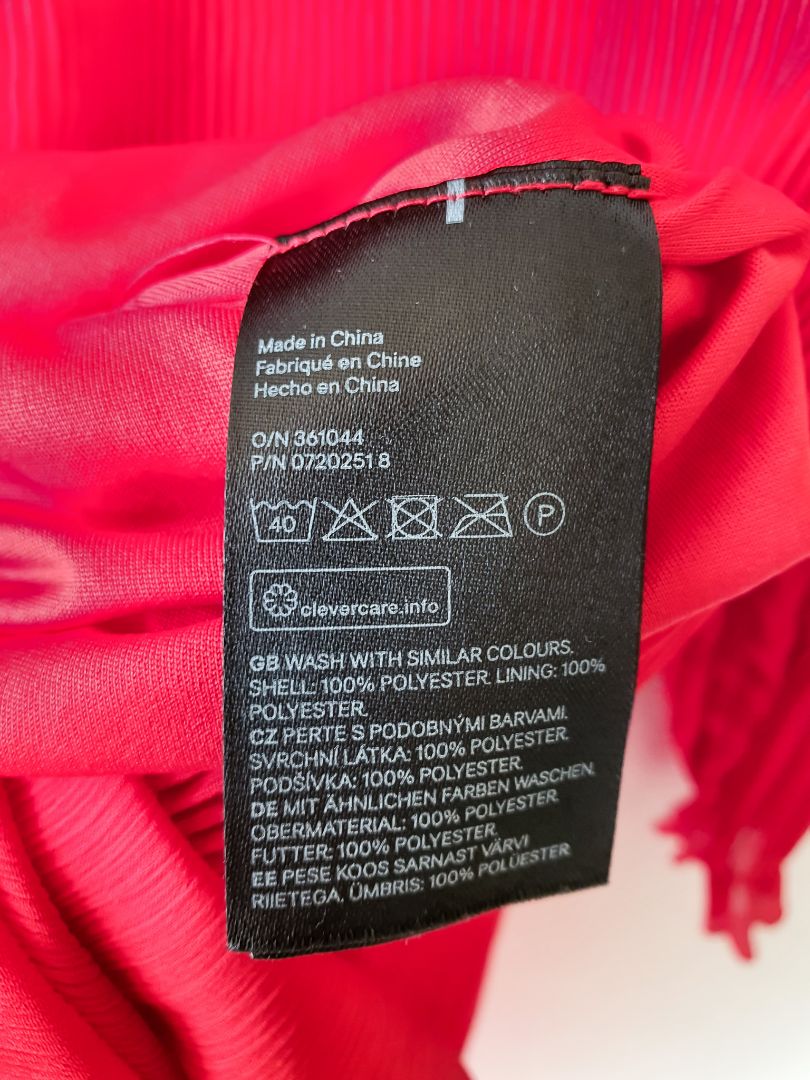 Made in China
Fabriqué en Chine
Hecho en China
O/N 361044
P/N 0720251 8
40 P
clevercare.info
GB WASH WITH SIMILAR COLOURS.
SHELL: 100% POLYESTER. LINING: 100%
POLYESTER.
CZ PERTE S PODOBNÝMI BARVAMI.
SVRCHNÍ LÁTKA: 100% POLYESTER.
PODŠÍVKA: 100% POLYESTER.
DE MIT ÄHNLICHEN FARBEN WASCHEN.
OBERMATERIAL: 100% POLYESTER.
FUTTER: 100% POLYESTER.
EE PESE KOOS SARNAST VÄRVI
RIIETEGA. ÜMBRIS: 100% POLÜESTER